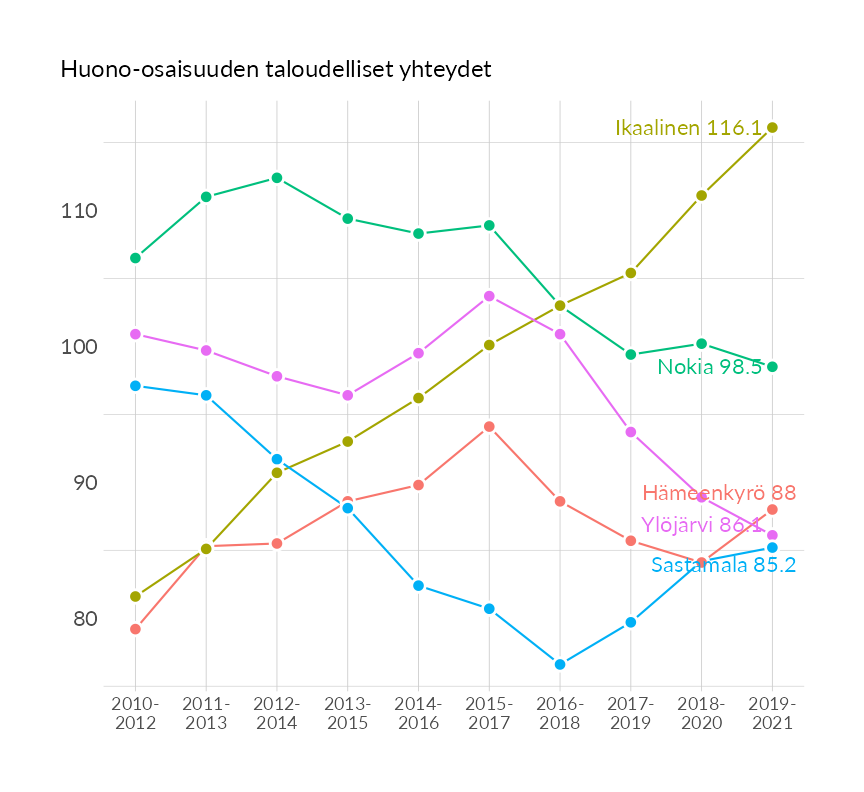 Huono-osaisuuden taloudelliset yhteydet
Ikaalinen 116.1
110
100
Nokia 98.5
90
Hämeenkyrö 88
Ylöjärvi 86.1
Sastamala 85.2
80
2010- 2011- 2012- 2013- 2014- 2015- 2016- 2017- 2018- 2019-
2012 2013 2014 2015 2016 2017 2018 2019 2020 2021